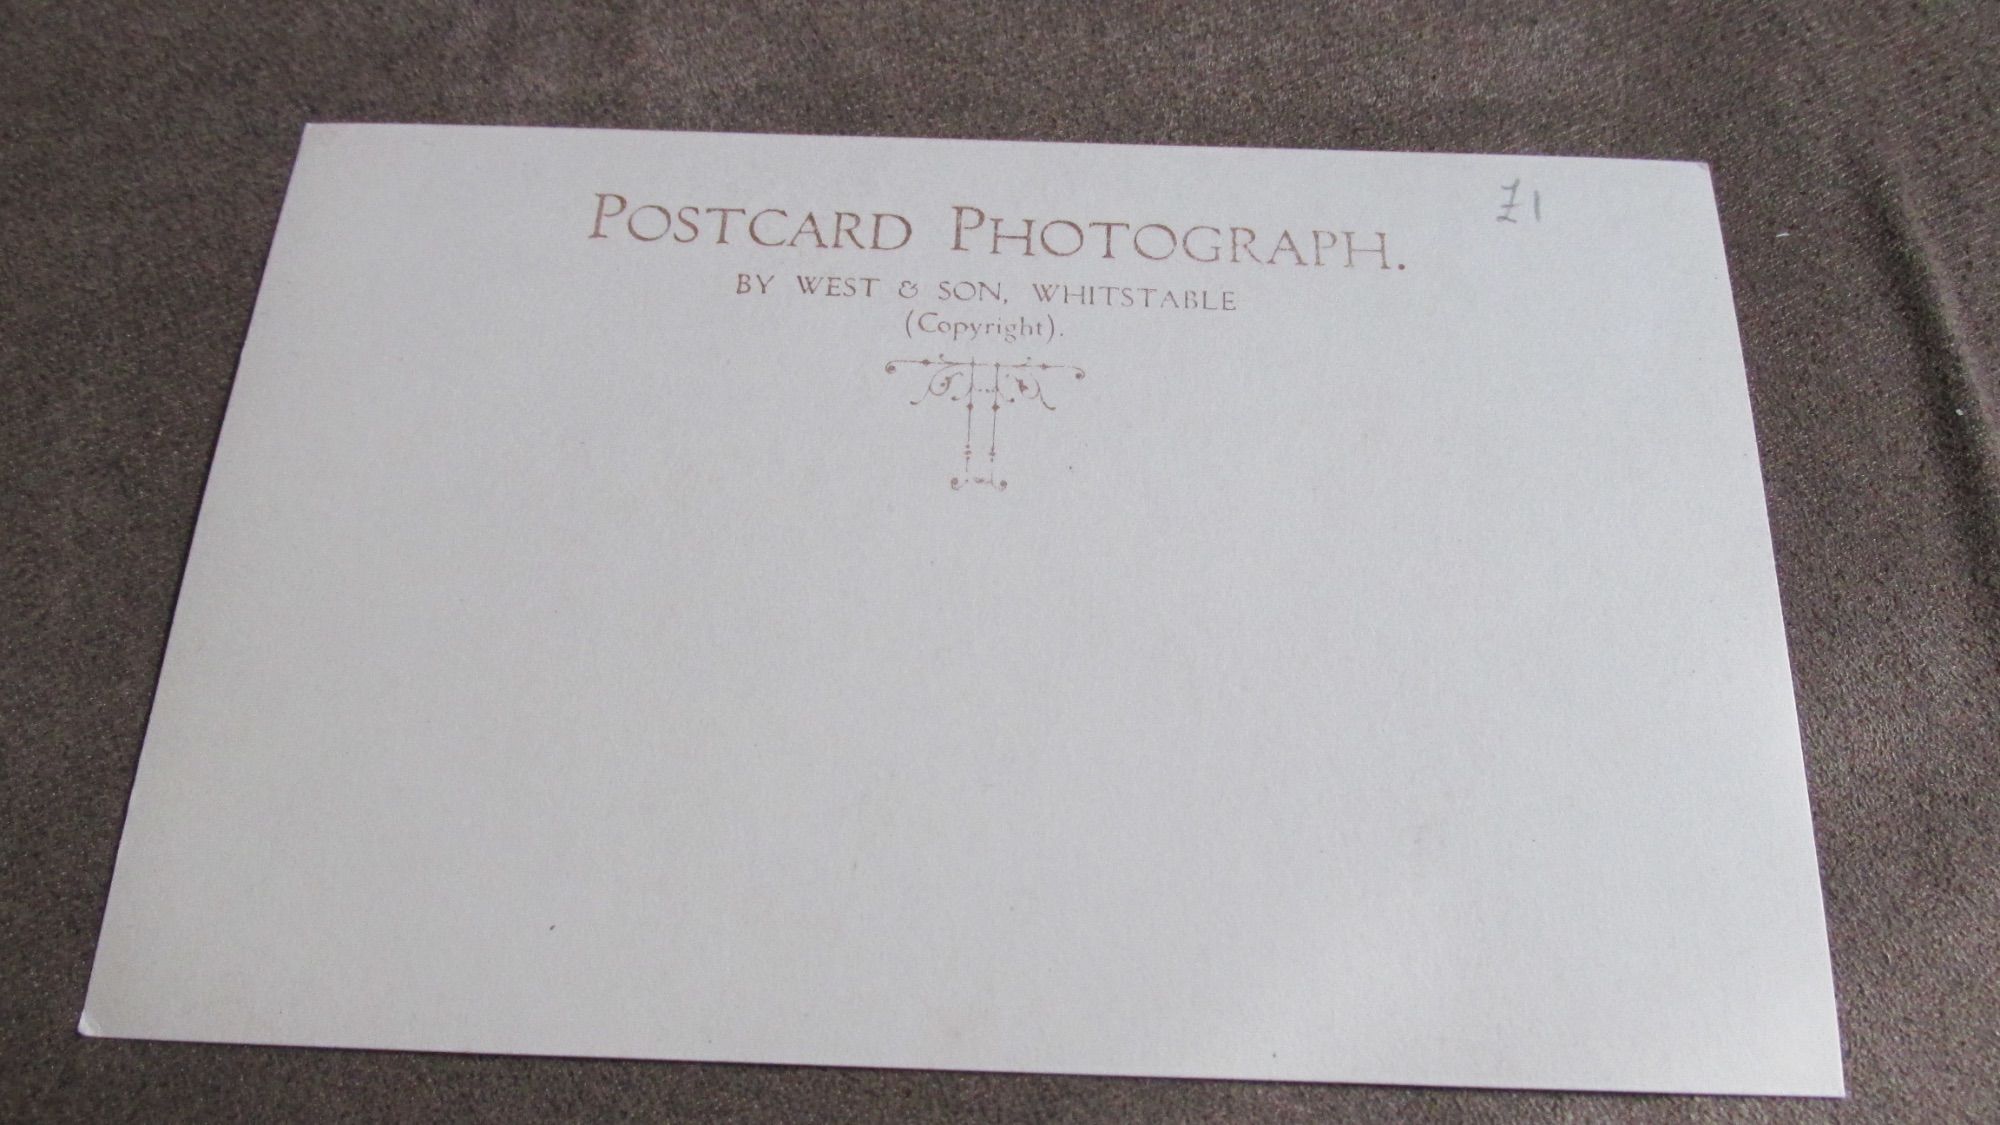 POSTCARD PHOTOGRAPH.
BY WEST & SON, WHITSTABLE
(Copyright).
£1